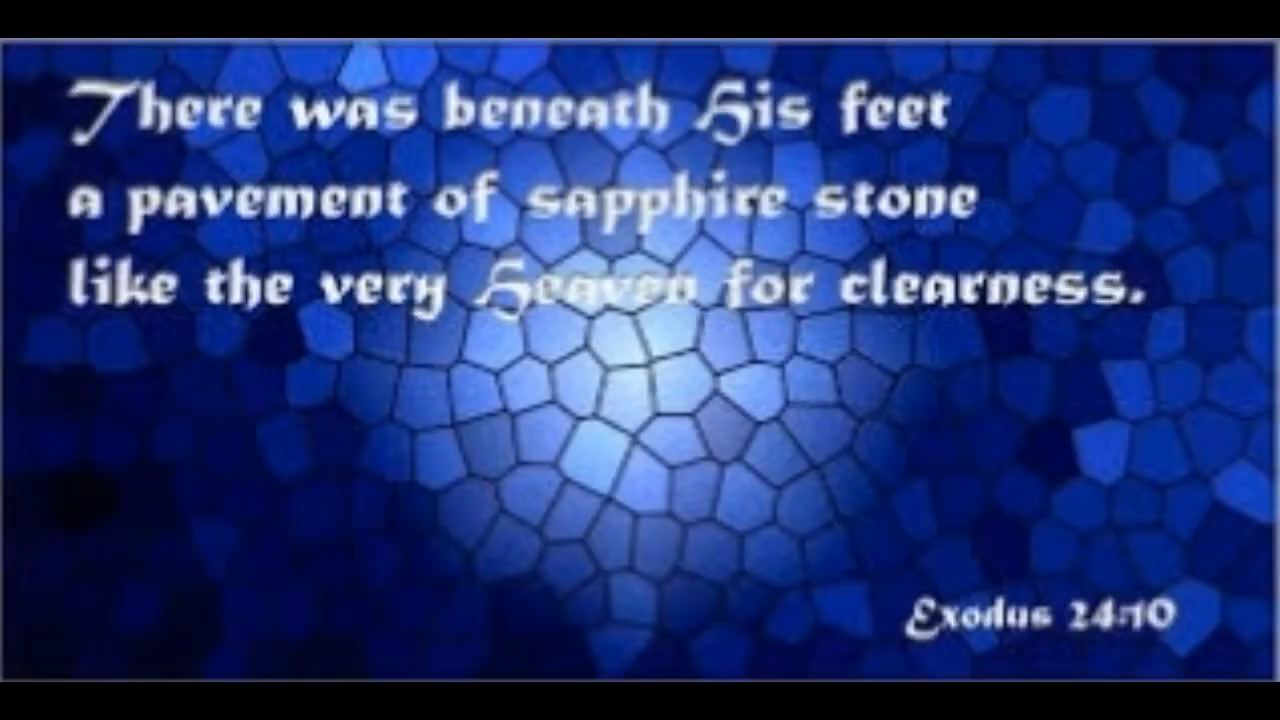 There was beneath His feet
a pavement of sapphire stone
like the very Heaven for clearness.
Exodus 24:10